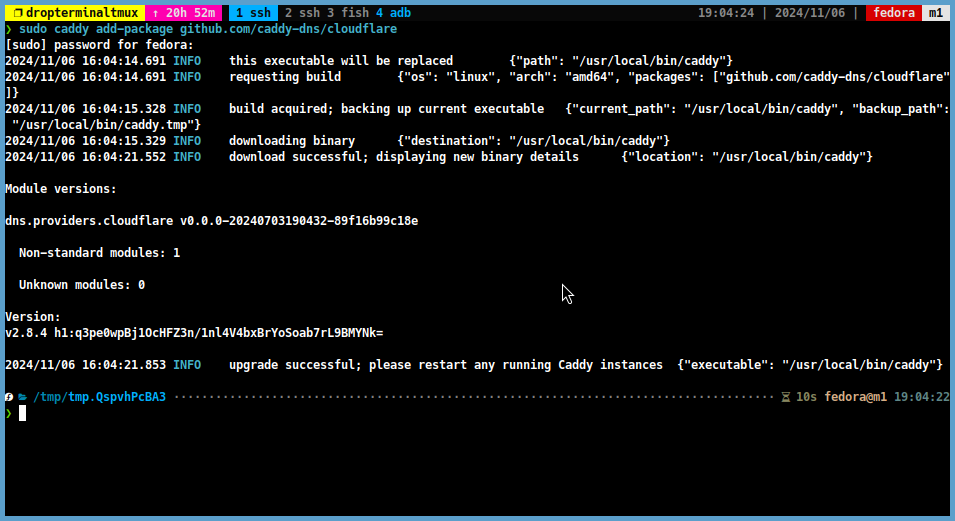 dropterminaltmux ↑ 20h 52m 1 ssh 2 ssh 3 fish 4 adb 19:04:24 | 2024/11/06 | fedora m1
❯ sudo caddy add-package github.com/caddy-dns/cloudflare
[sudo] password for fedora:
2024/11/06 16:04:14.691 INFO    this executable will be replaced        {"path": "/usr/local/bin/caddy"}
2024/11/06 16:04:14.691 INFO    requesting build        {"os": "linux", "arch": "amd64", "packages": ["github.com/caddy-dns/cloudflare"
]}
2024/11/06 16:04:15.328 INFO    build acquired; backing up current executable   {"current_path": "/usr/local/bin/caddy", "backup_path":
 "/usr/local/bin/caddy.tmp"}
2024/11/06 16:04:15.329 INFO    downloading binary      {"destination": "/usr/local/bin/caddy"}
2024/11/06 16:04:21.552 INFO    download successful; displaying new binary details      {"location": "/usr/local/bin/caddy"}
Module versions:
dns.providers.cloudflare v0.0.0-20240703190432-89f16b99c18e
  Non-standard modules: 1
  Unknown modules: 0
Version:
v2.8.4 h1:q3pe0wpBj1OcHFZ3n/1nl4V4bxBrYoSoab7rL9BMYNk=
2024/11/06 16:04:21.853 INFO    upgrade successful; please restart any running Caddy instances  {"executable": "/usr/local/bin/caddy"}
/tmp/tmp.QspvhPcBA3 10s fedora@m1 19:04:22
❯